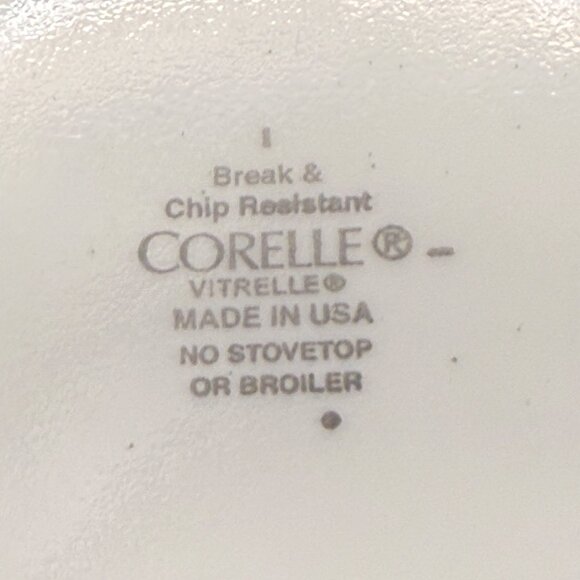 Break &
Chip Resistant
CORELLE® -
VITRELLE®
MADE IN USA
NO STOVETOP
OR BROILER